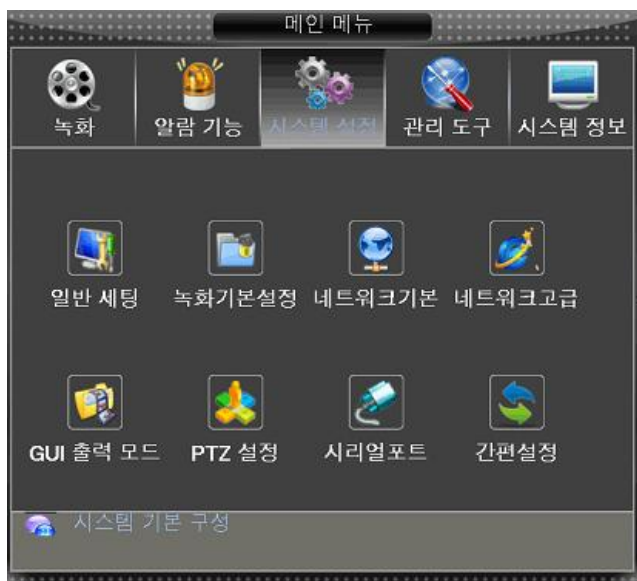 메인 메뉴
녹화 알람 기능 시스템 설정 관리 도구 시스템 정보
일반 세팅 녹화기본설정 네트워크기본 네트워크고급
GUI 출력 모드 PTZ 설정 시리얼포트 간편설정
시스템 기본 구성